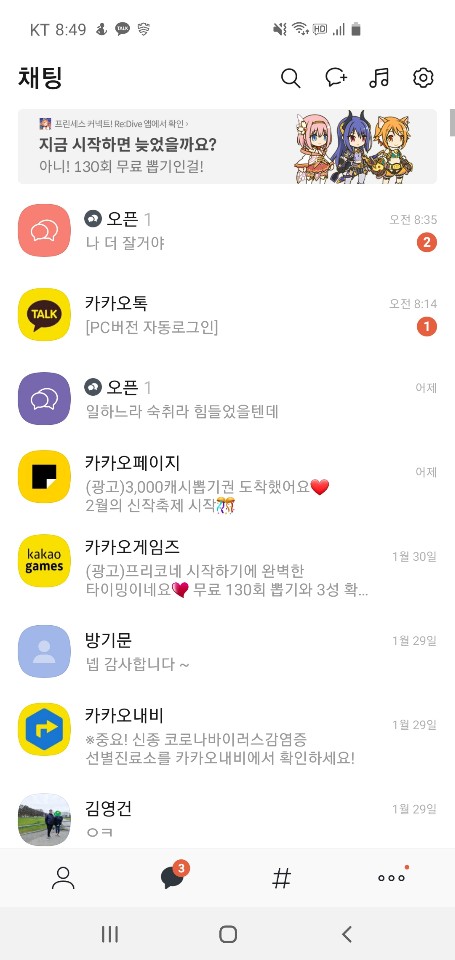 KT 8:49
채팅
프린세스 커넥트! Re:Dive 앱에서 확인 ›
지금 시작하면 늦었을까요?
아니! 130회 무료 뽑기인걸!
오픈 1
오전 8:35
나 더 잘거야
2
TALK
카카오톡
오전 8:14
[PC버전 자동로그인]
1
오픈 1
어제
일하느라 숙취라 힘들었을텐데
카카오페이지
어제
(광고)3,000캐시뽑기권 도착했어요❤️
2월의 신작축제 시작🎊
kakao
games
카카오게임즈
1월 30일
(광고)프리코네 시작하기에 완벽한
타이밍이네요💘 무료 130회 뽑기와 3성 확...
방기문
1월 29일
넵 감사합니다 ~
카카오내비
1월 29일
※중요! 신종 코로나바이러스감염증
선별진료소를 카카오내비에서 확인하세요!
김영건
1월 29일
ㅇㅋ
3